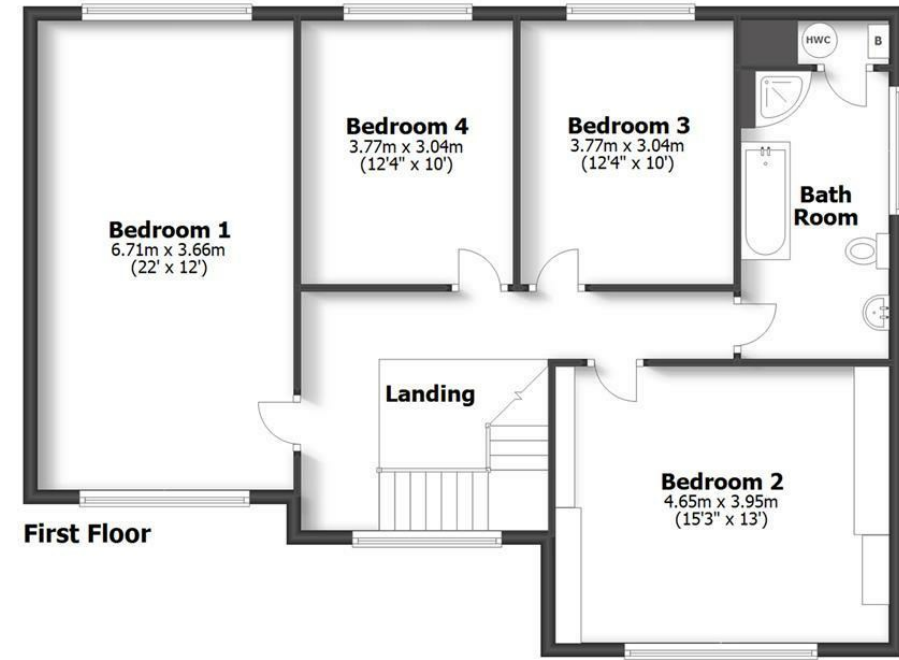 HWC
B
Bedroom 4
3.77m x 3.04m
(12'4" x 10')
Bedroom 3
3.77m x 3.04m
(12'4" x 10')
Bath
Room
Bedroom 1
6.71m x 3.66m
(22' x 12')
Landing
Bedroom 2
4.65m x 3.95m
(15'3" x 13')
First Floor